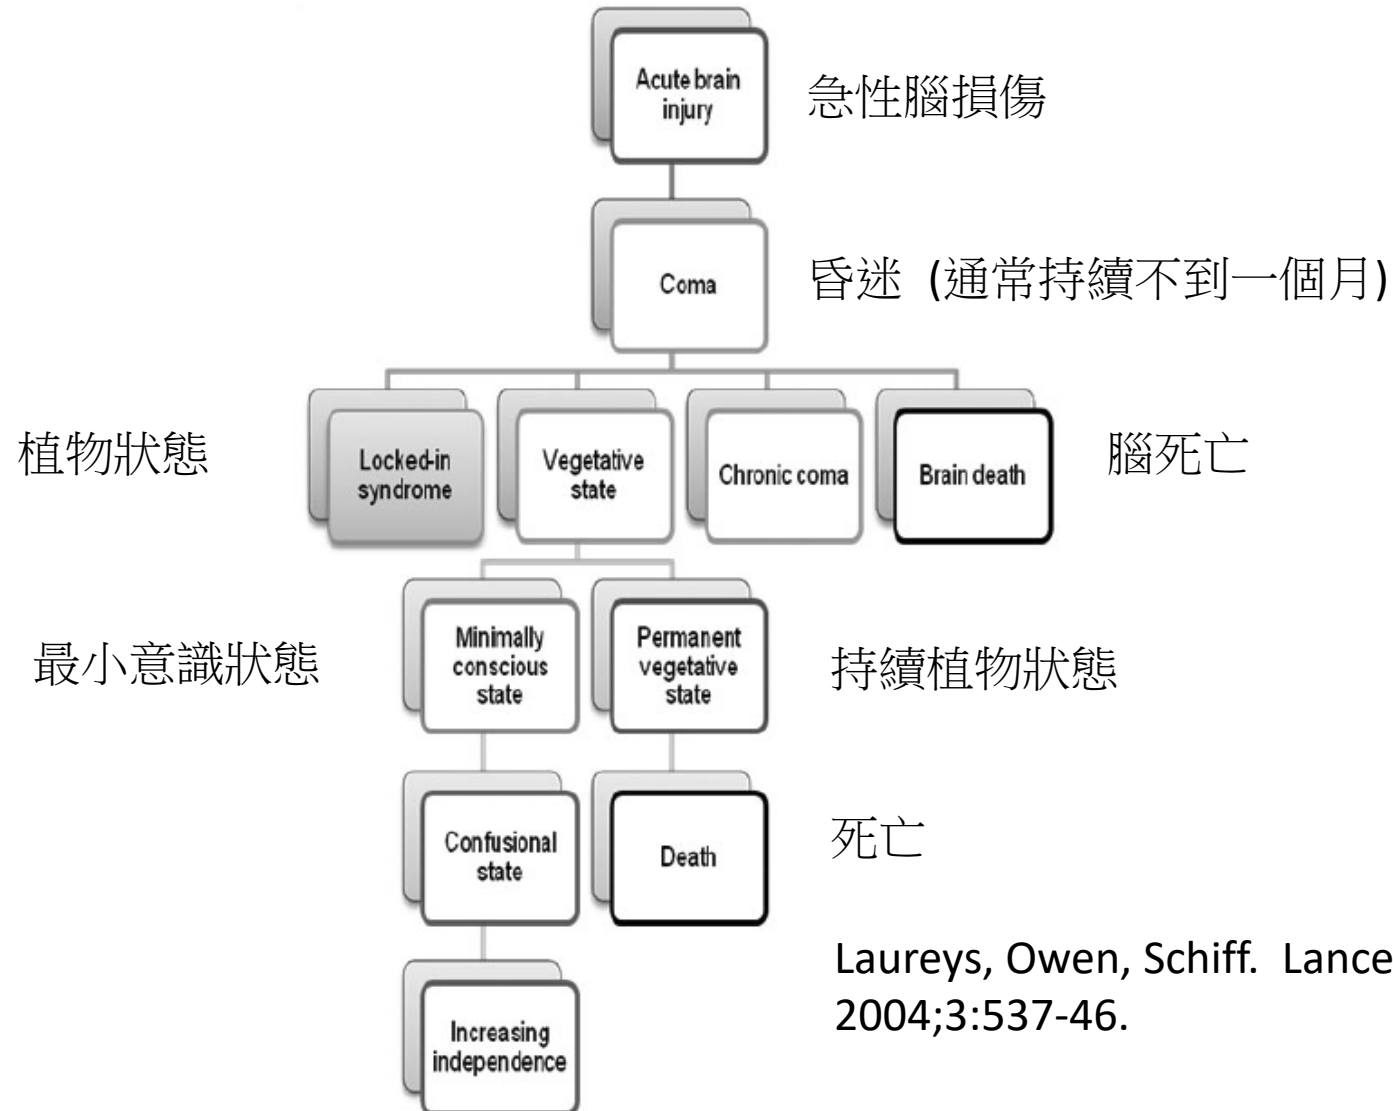 Acute brain
injury
急性腦損傷
Coma
昏迷 (通常持續不到一個月)
植物狀態
Locked-in
syndrome
Vegetative
state
Chronic coma
Brain death
腦死亡
最小意識狀態
Minimally
conscious
state
Permanent
vegetative
state
持續植物狀態
Confusional
state
Death
死亡
Increasing
independence
Laureys, Owen, Schiff. Lance
2004;3:537-46.